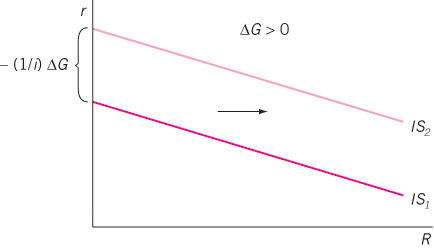 r
ΔG > 0
– (1/i) ΔG
IS₂
IS₁
R